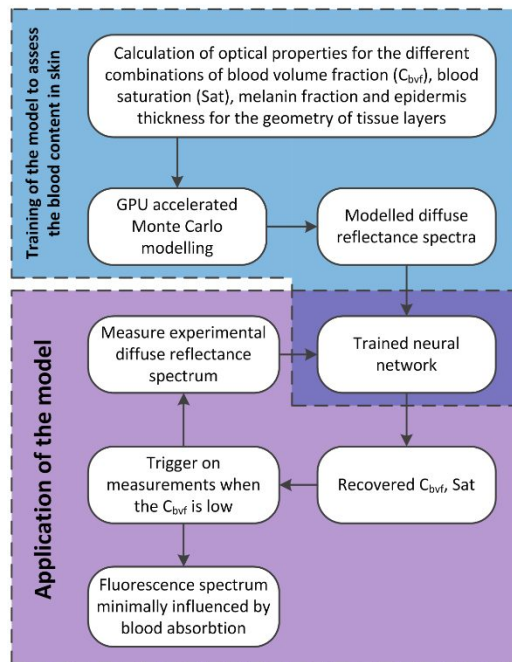 Training of the model to assess
the blood content in skin
Calculation of optical properties for the different
combinations of blood volume fraction (Cbvf), blood
saturation (Sat), melanin fraction and epidermis
thickness for the geometry of tissue layers
GPU accelerated
Monte Carlo
modelling
Modelled diffuse
reflectance spectra
Application of the model
Measure experimental
diffuse reflectance
spectrum
Trained neural
network
Trigger on
measurements when
the Cbvf is low
Recovered Cbvf, Sat
Fluorescence spectrum
minimally influenced by
blood absorbtion